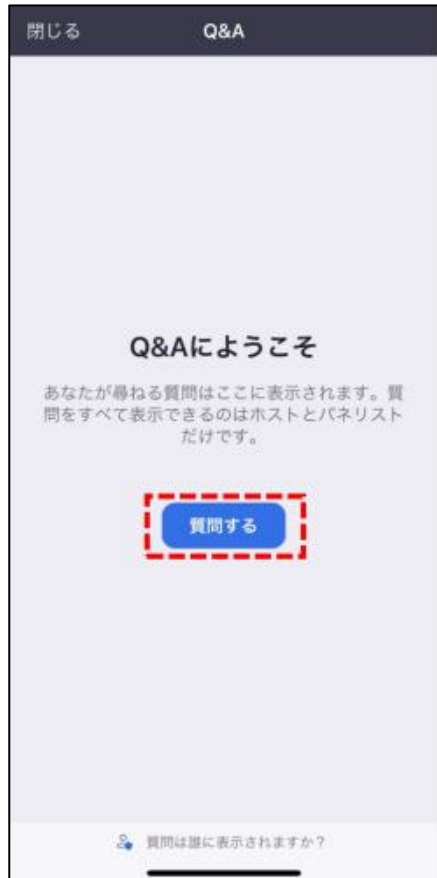 閉じる Q&A
Q&Aにようこそ
あなたが尋ねる質問はここに表示されます。質
問をすべて表示できるのはホストとパネリスト
だけです。
質問する
質問は誰に表示されますか？